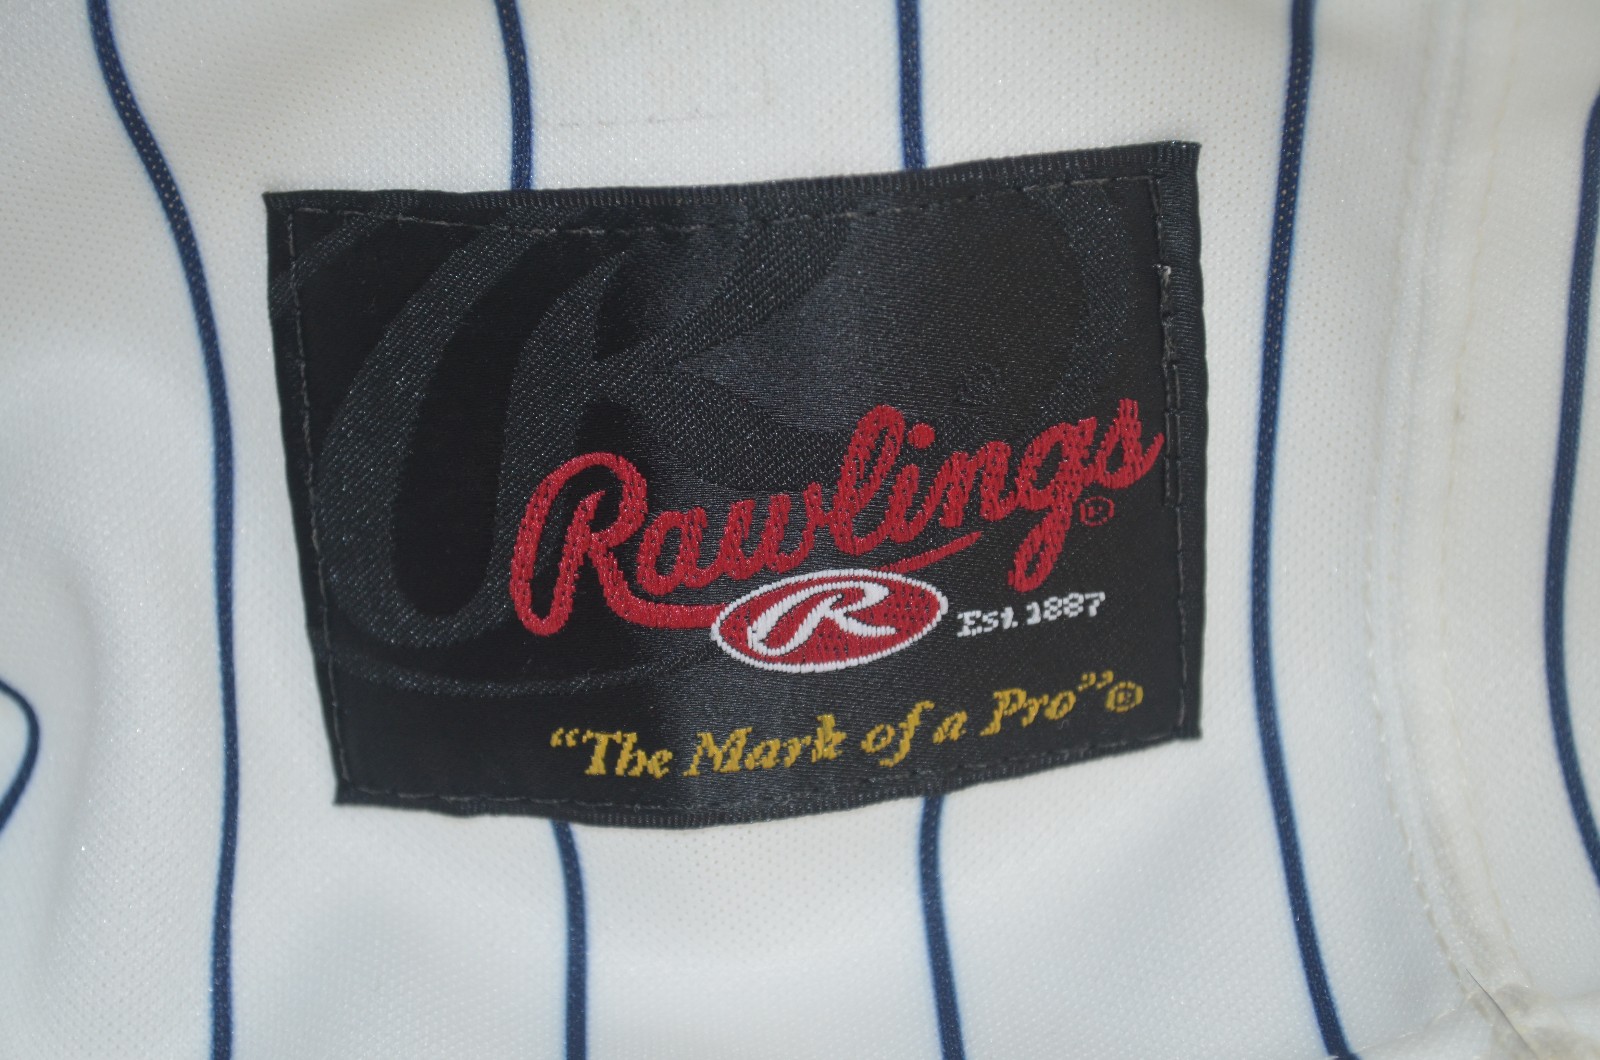 Rawlings®
R Est. 1887
“The Mark of a Pro”®